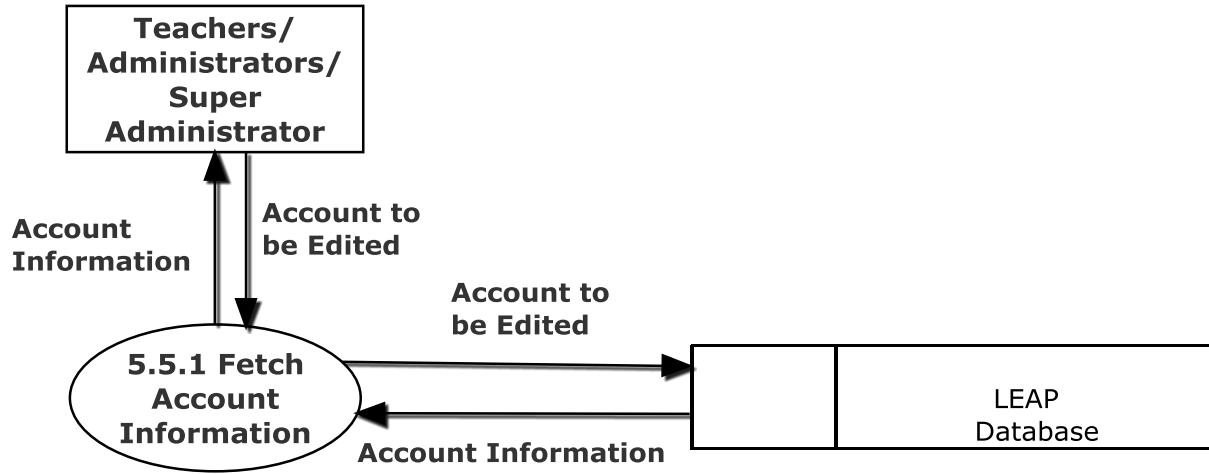 Teachers/
Administrators/
Super
Administrator
Account
Information
Account to
be Edited
Account to
be Edited
5.5.1 Fetch
Account
Information
LEAP
Database
Account Information